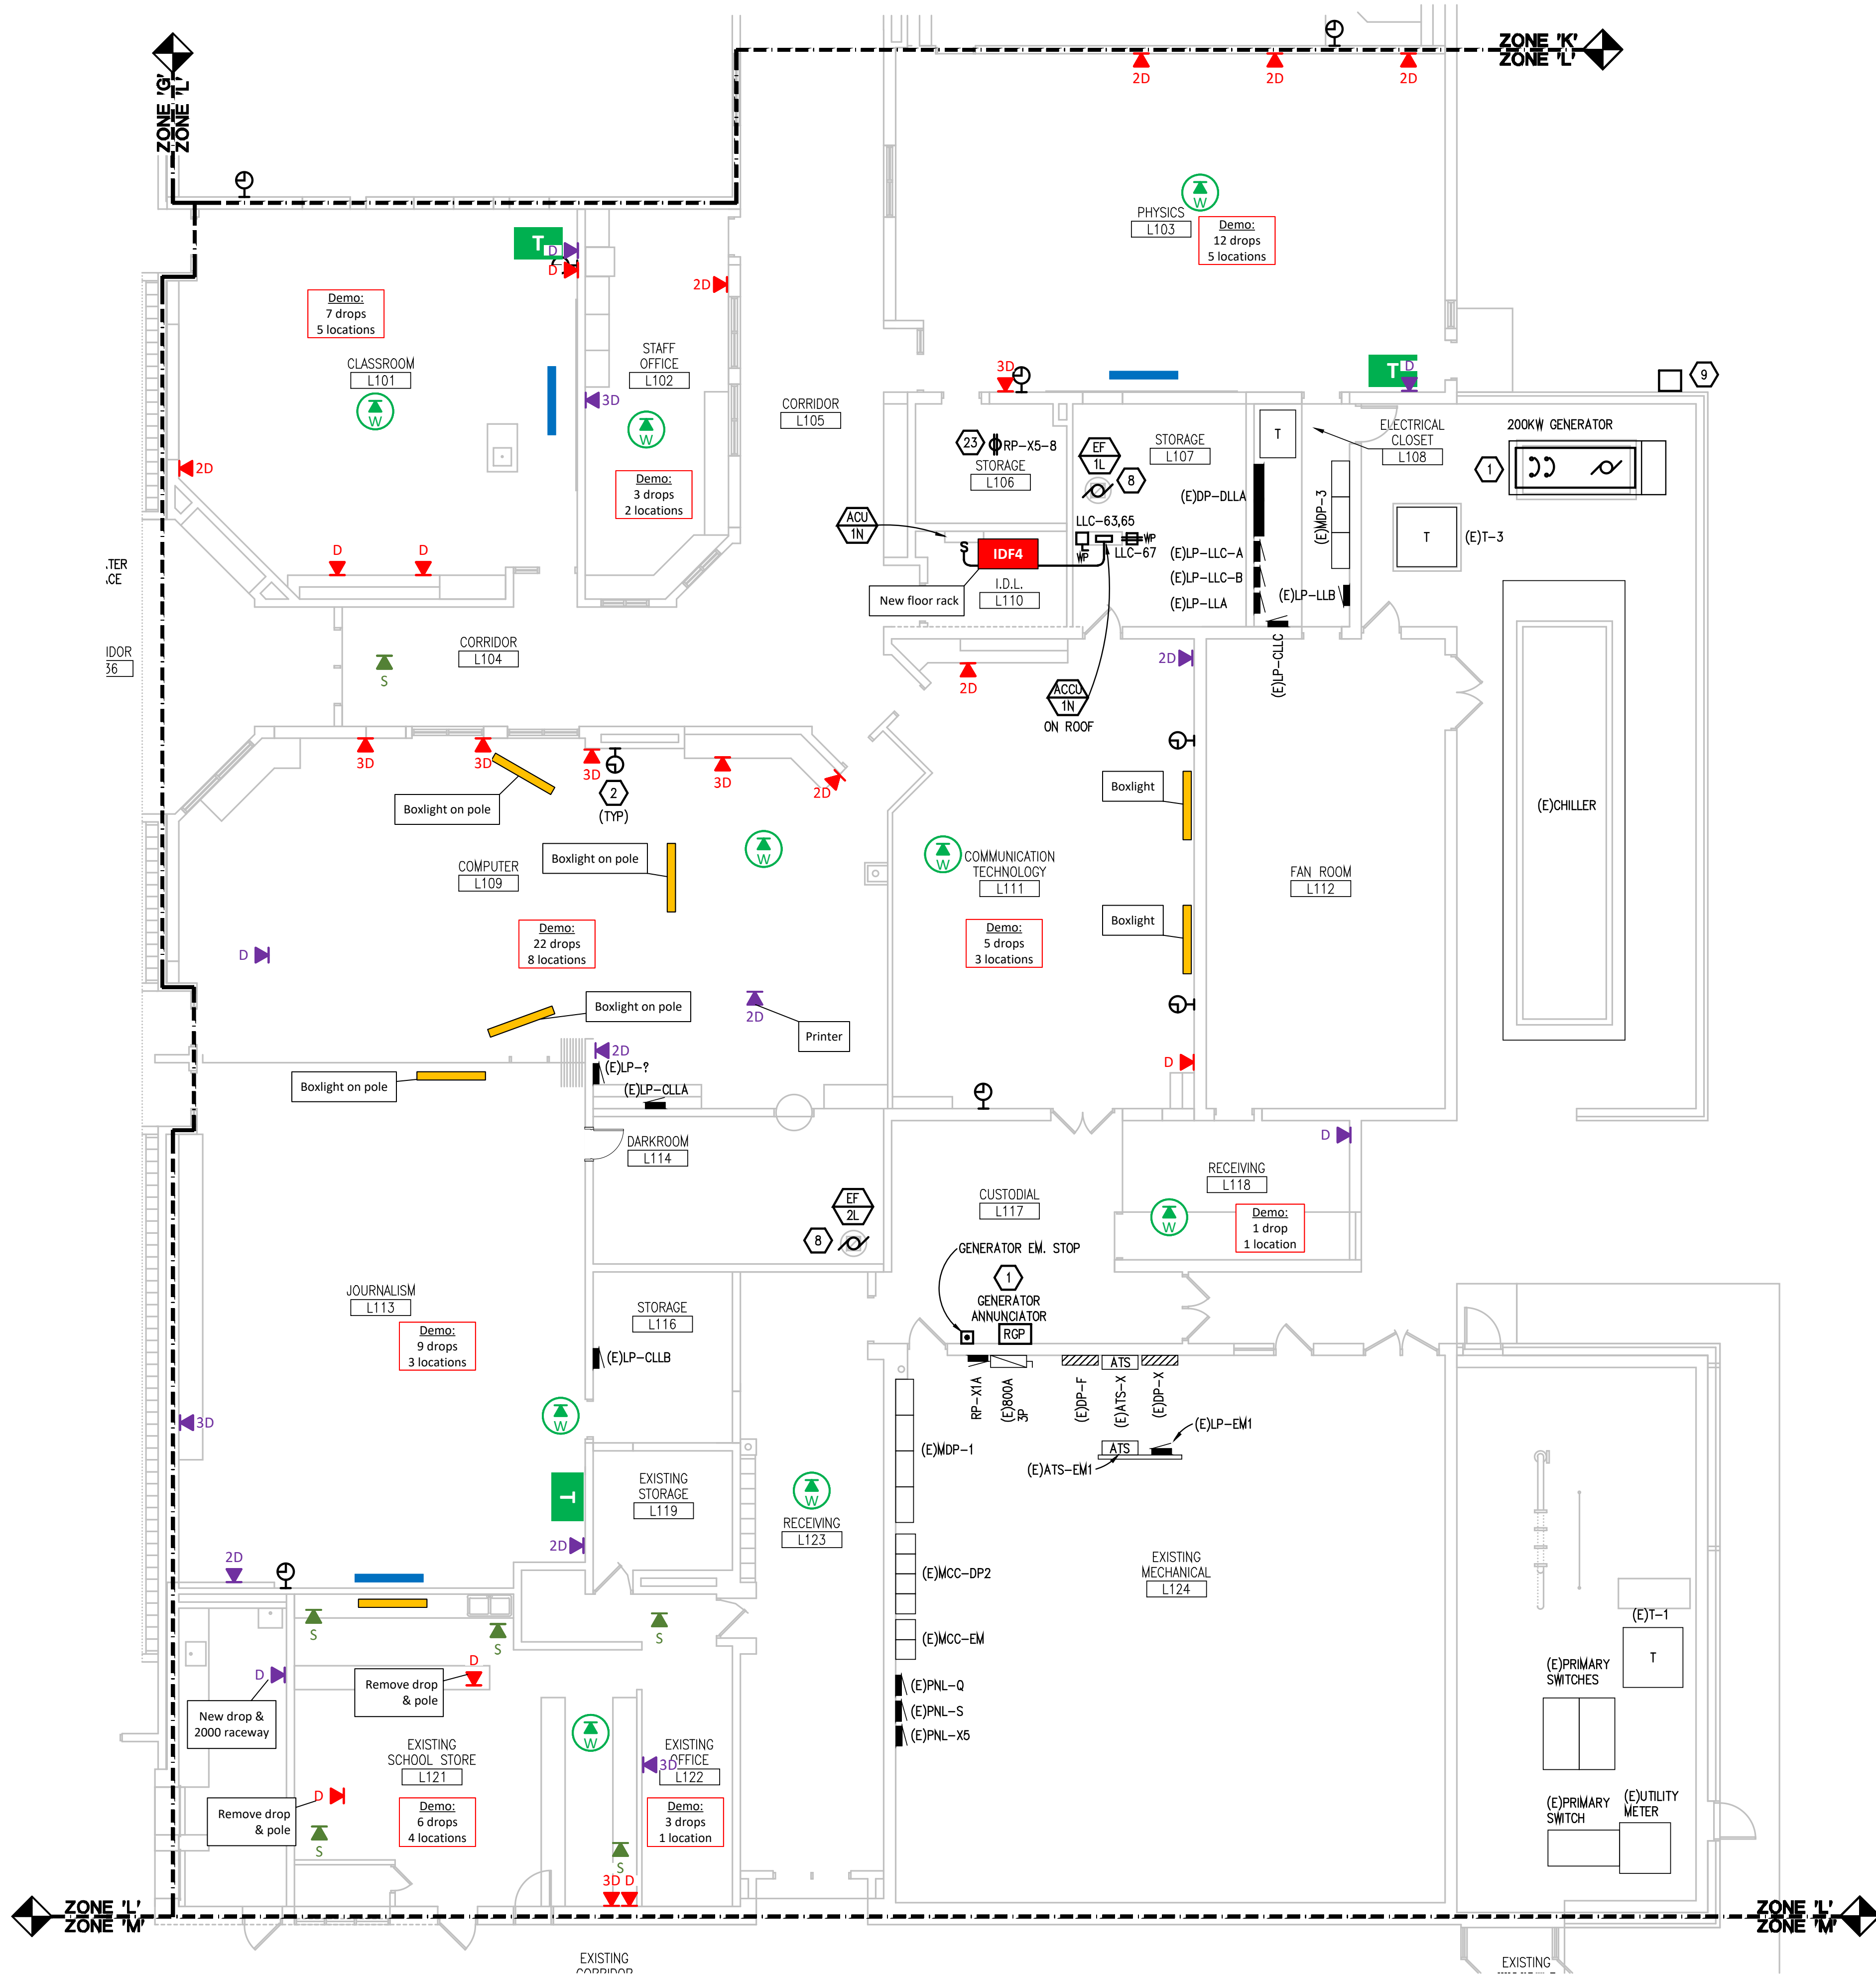 ZONE 'K'
ZONE 'L'
ZONE 'G'
ZONE 'L'
2D
2D
2D
W
PHYSICS
L103
Demo:
12 drops
5 locations
T
D
D
2D
Demo:
7 drops
5 locations
CLASSROOM
L101
W
STAFF
OFFICE
L102
3D
W
Demo:
3 drops
2 locations
2D
D
D
CORRIDOR
L105
3D
T
D
9
23
RP-X5-8
STORAGE
L106
EF
1L
8
STORAGE
L107
T
ELECTRICAL
CLOSET
L108
200KW GENERATOR
1
(E)DP-DLLA
(E)MDP-3
T
(E)T-3
ACU
1N
S
IDF4
LLC-63,65
WP
WP
LLC-67
(E)LP-LLC-A
(E)LP-LLC-B
(E)LP-LLA
(E)LP-LLB
(E)LP-CLLC
New floor rack
I.D.L.
L110
ATER
ACE
IDOR
36
CORRIDOR
L104
S
2D
2D
ACCU
1N
ON ROOF
3D
3D
3D
3D
2D
2
(TYP)
Boxlight on pole
Boxlight
(E)CHILLER
COMPUTER
L109
Boxlight on pole
W
W
COMMUNICATION
TECHNOLOGY
L111
FAN ROOM
L112
Demo:
22 drops
8 locations
Demo:
5 drops
3 locations
Boxlight
D
Boxlight on pole
2D
Printer
2D
(E)LP-?
(E)LP-CLLA
D
Boxlight on pole
DARKROOM
L114
D
RECEIVING
L118
W
Demo:
1 drop
1 location
CUSTODIAL
L117
EF
2L
8
GENERATOR EM. STOP
1
GENERATOR
ANNUNCIATOR
RGP
JOURNALISM
L113
Demo:
9 drops
3 locations
STORAGE
L116
(E)LP-CLLB
RP-X1A
(E)800A
3P
(E)DP-F
ATS
(E)ATS-X
(E)DP-X
3D
W
(E)MDP-1
ATS
(E)LP-EM1
(E)ATS-EM1
T
EXISTING
STORAGE
L119
W
RECEIVING
L123
2D
2D
EXISTING
MECHANICAL
L124
(E)MCC-DP2
S
S
S
(E)MCC-EM
(E)T-1
T
D
D
Remove drop
& pole
New drop &
2000 raceway
(E)PNL-Q
(E)PNL-S
(E)PNL-X5
(E)PRIMARY
SWITCHES
W
EXISTING
SCHOOL STORE
L121
3D
EXISTING
OFFICE
L122
D
Remove drop
& pole
Demo:
6 drops
4 locations
Demo:
3 drops
1 location
(E)PRIMARY
SWITCH
(E)UTILITY
METER
S
S
3D
D
ZONE 'L'
ZONE 'M'
ZONE 'L'
ZONE 'M'
EXISTING
CORRIDOR
EXISTING